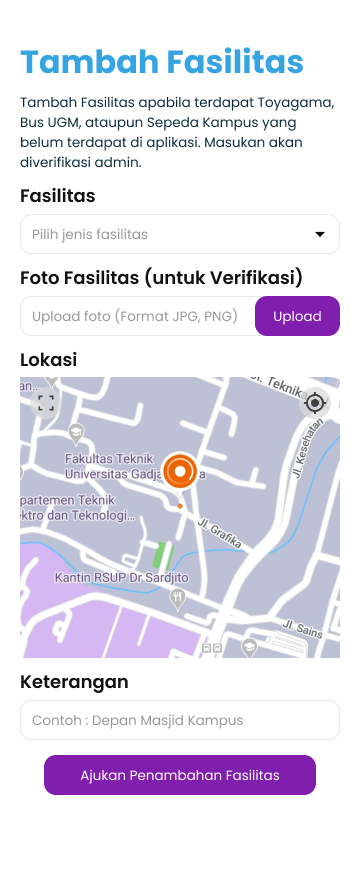 Tambah Fasilitas
Tambah Fasilitas apabila terdapat Toyagama,
Bus UGM, ataupun Sepeda Kampus yang
belum terdapat di aplikasi. Masukan akan
diverifikasi admin.
Fasilitas
Pilih jenis fasilitas
Foto Fasilitas (untuk Verifikasi)
Upload foto (Format JPG, PNG)
Upload
Lokasi
Teknika
Jl. Kesehatan
Fakultas Teknik
Universitas Gadja
partemen Teknik
ektro dan Teknologi...
Jl. Grafika
Kantin RSUP Dr Sardjito
Jl. Sains
Keterangan
Contoh : Depan Masjid Kampus
Ajukan Penambahan Fasilitas